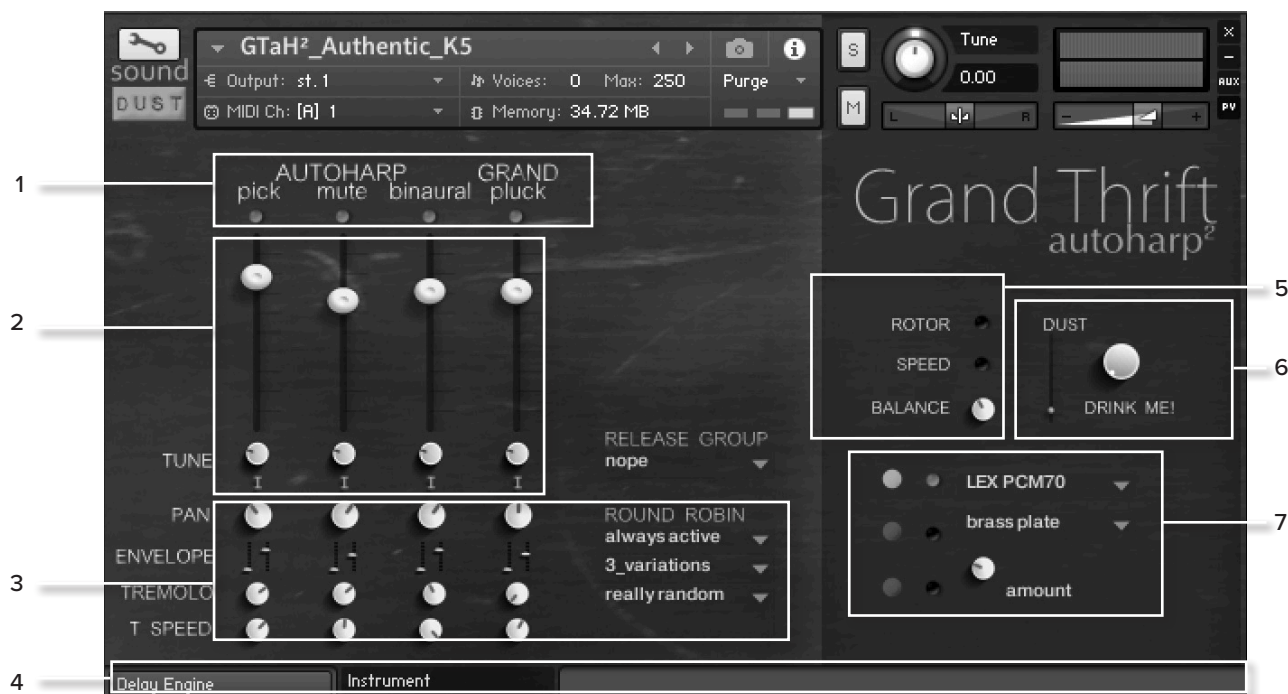 GTaH²_Authentic_K5
sound
DUST
Output: st.1
Voices: 0 Max: 250
Purge
MIDI Ch: [A] 1
Memory: 34.72 MB
i
S
M
Tune
0.00
L
R
-
+
X
-
AUX
PV
1
AUTOHARP
GRAND
pick
mute
binaural
pluck
Grand Thrift
autoharp²
2
5
ROTOR
SPEED
BALANCE
DUST
DRINK ME!
6
TUNE
I
I
I
I
RELEASE GROUP
nope
LEX PCM70
brass plate
amount
7
3
PAN
ENVELOPE
TREMOLO
T SPEED
ROUND ROBIN
always active
3_variations
really random
4
Delay Engine
Instrument